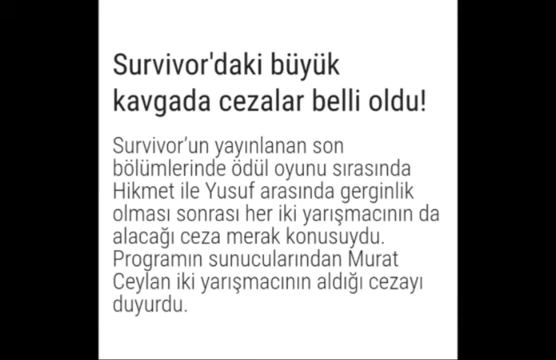 Survivor'daki büyük
kavgada cezalar belli oldu!
Survivor’un yayınlanan son
bölümlerinde ödül oyunu sırasında
Hikmet ile Yusuf arasında gerginlik
olması sonrası her iki yarışmacının da
alacağı ceza merak konusuydu.
Programın sunucularından Murat
Ceylan iki yarışmacının aldığı cezayı
duyurdu.